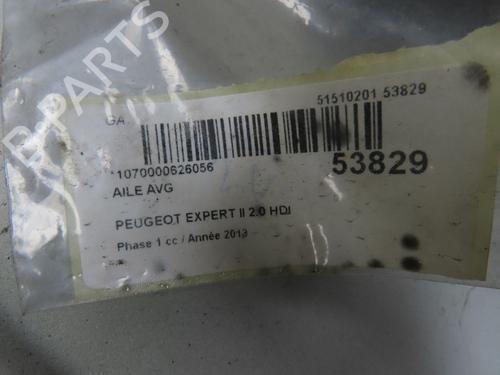 B-PARTS
GA
51510201 53829
*1070000626056
53829
AILE AVG
PEUGEOT EXPERT II 2.0 HDI
Phase 1 cc / Année 2013